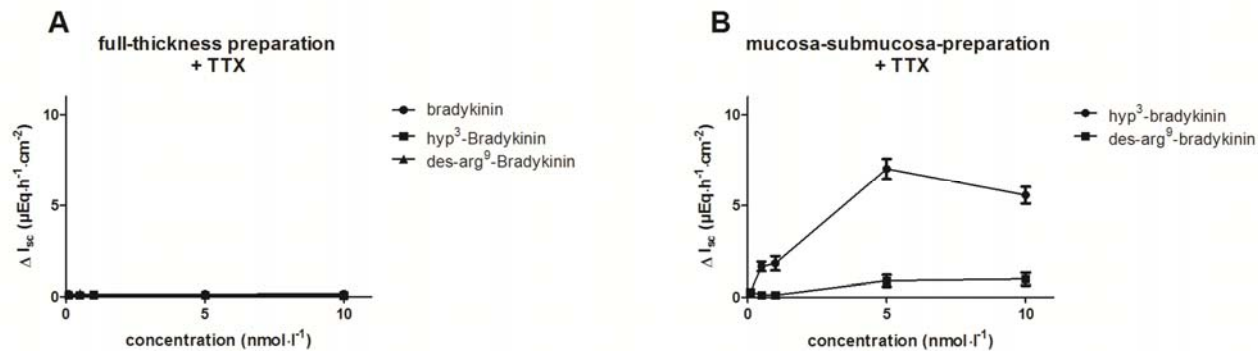 A
full-thickness preparation
+ TTX
10
5
0
Δ Isc (µEq·h⁻¹·cm⁻²)
0
5
10
concentration (nmol·l⁻¹)
bradykinin
hyp³-Bradykinin
des-arg⁹-Bradykinin
B
mucosa-submucosa-preparation
+ TTX
10
5
0
Δ Isc (µEq·h⁻¹·cm⁻²)
0
5
10
concentration (nmol·l⁻¹)
hyp³-bradykinin
des-arg⁹-bradykinin